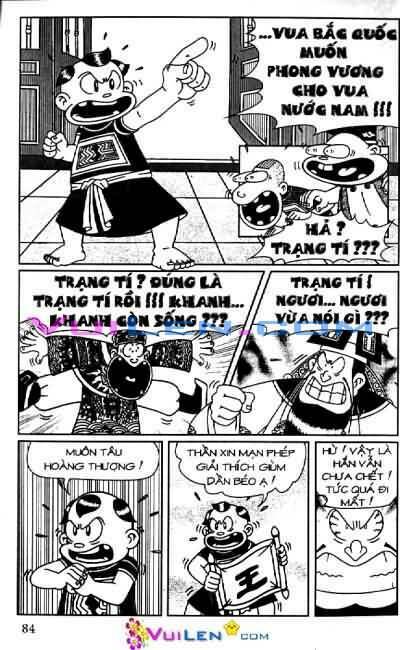 ...VUA BẮC QUỐC
MUỐN
PHONG VƯƠNG
CHO VUA
NƯỚC NAM !!!
HẢ ?
TRẠNG TÍ ???
TRẠNG TÍ ? ĐÚNG LÀ
TRẠNG TÍ RỒI !!! KHANH...
KHANH CÒN SỐNG ???
TRẠNG TÍ !
NGƯƠI... NGƯƠI
VỪA NÓI GÌ ???
VUILEN.COM
MUÔN TÂU
HOÀNG THƯỢNG !
THẦN XIN MẠN PHÉP
GIẢI THÍCH GIÙM
DẦN BÉO Ạ !
王
HỪ ! VẬY LÀ
HẮN VẪN
CHƯA CHẾT !
TỨC QUÁ ĐI
MẤT !
84
VUILEN.COM